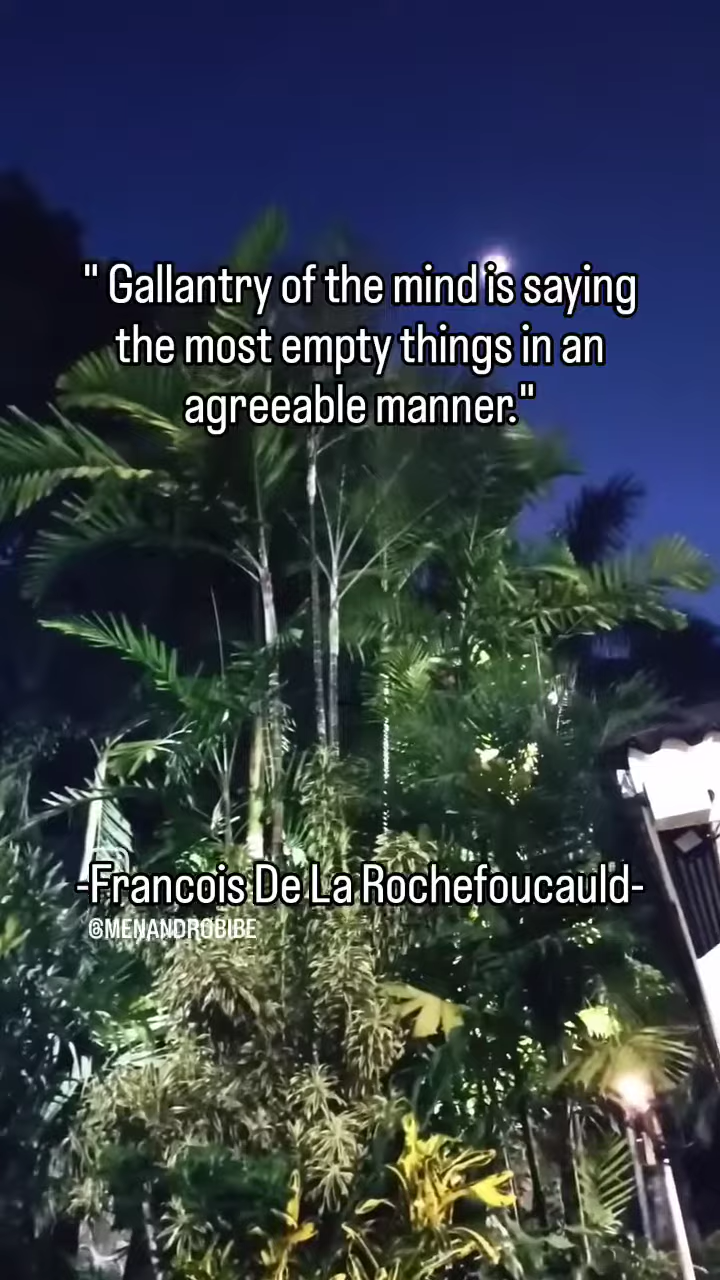 " Gallantry of the mind is saying
the most empty things in an
agreeable manner."
-Francois De La Rochefoucauld-
@MENANDROBIBE